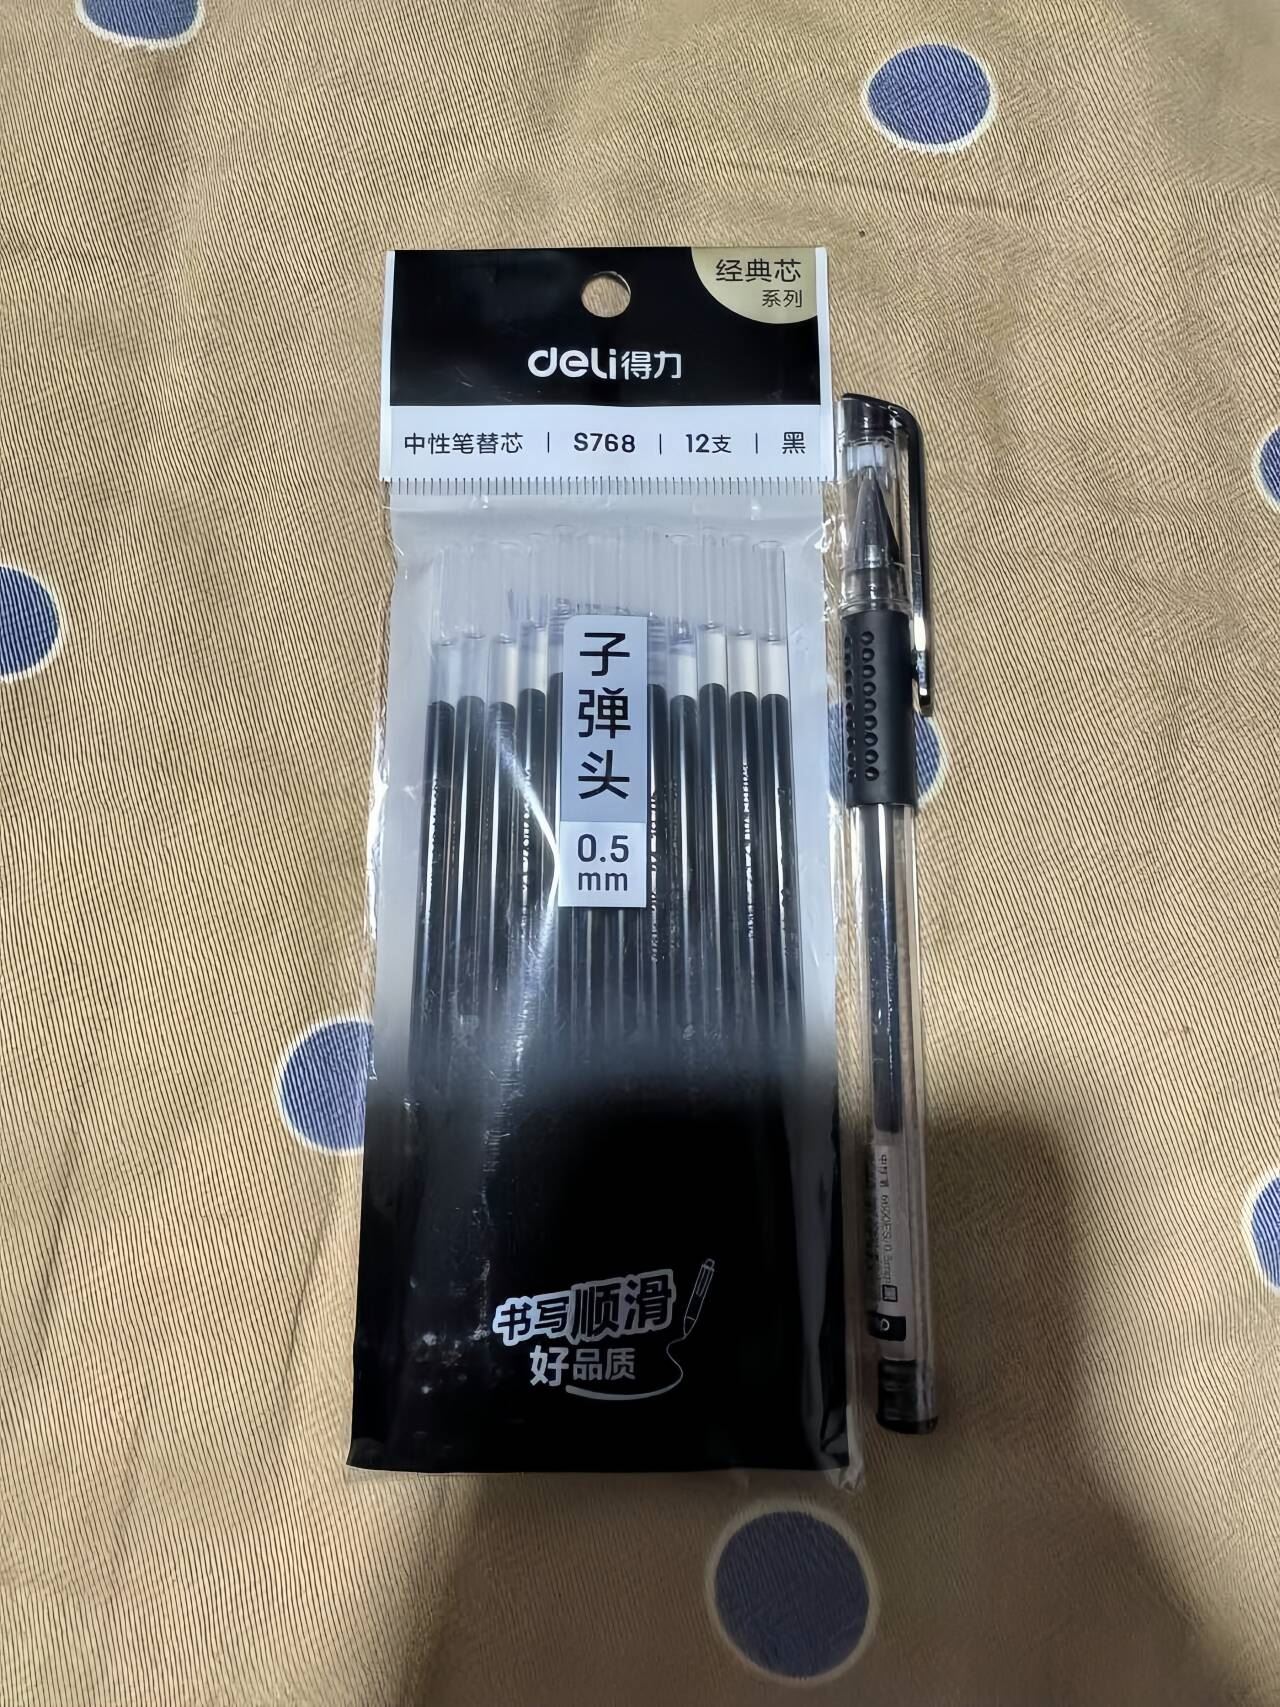 经典芯
系列
deli得力
中性笔替芯 | S768 | 12支 | 黑
子弹头
0.5
mm
书写顺滑
好品质